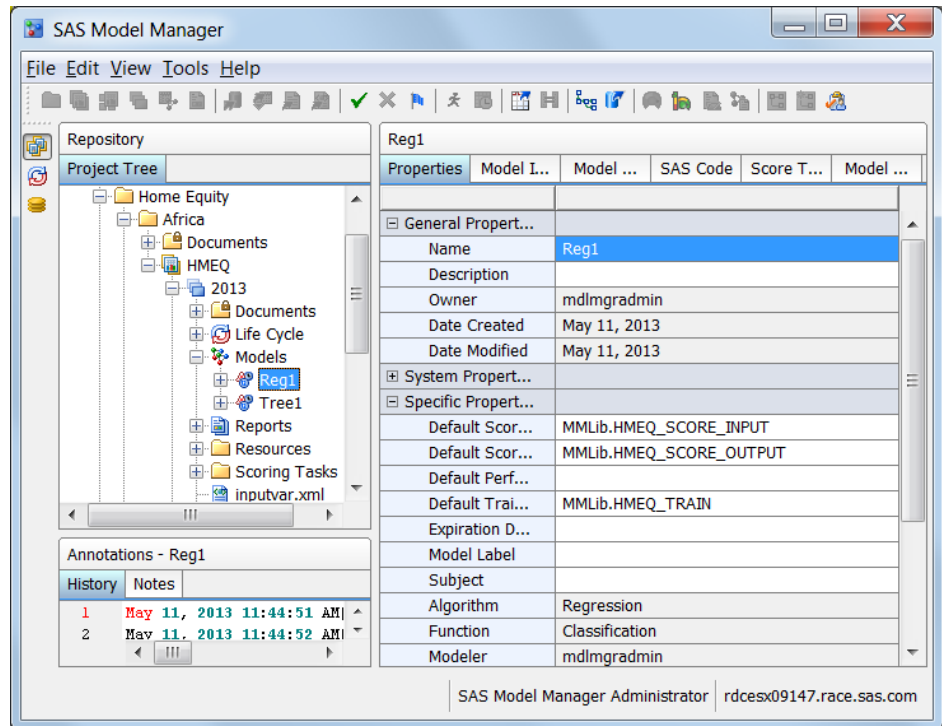 SAS Model Manager
File Edit View Tools Help
Repository
Project Tree
Home Equity
Africa
Documents
HMEQ
2013
Documents
Life Cycle
Models
Reg1
Tree1
Reports
Resources
Scoring Tasks
inputvar.xml
Annotations - Reg1
History Notes
1 May 11, 2013 11:44:51 AM
2 May 11, 2013 11:44:52 AM
Reg1
Properties Model I... Model ... SAS Code Score T... Model ...
General Propert...
Name Reg1
Description
Owner mdlmgradmin
Date Created May 11, 2013
Date Modified May 11, 2013
System Propert...
Specific Propert...
Default Scor... MMLib.HMEQ_SCORE_INPUT
Default Scor... MMLib.HMEQ_SCORE_OUTPUT
Default Perf...
Default Trai... MMLib.HMEQ_TRAIN
Expiration D...
Model Label
Subject
Algorithm Regression
Function Classification
Modeler mdlmgradmin
SAS Model Manager Administrator rdcesx09147.race.sas.com